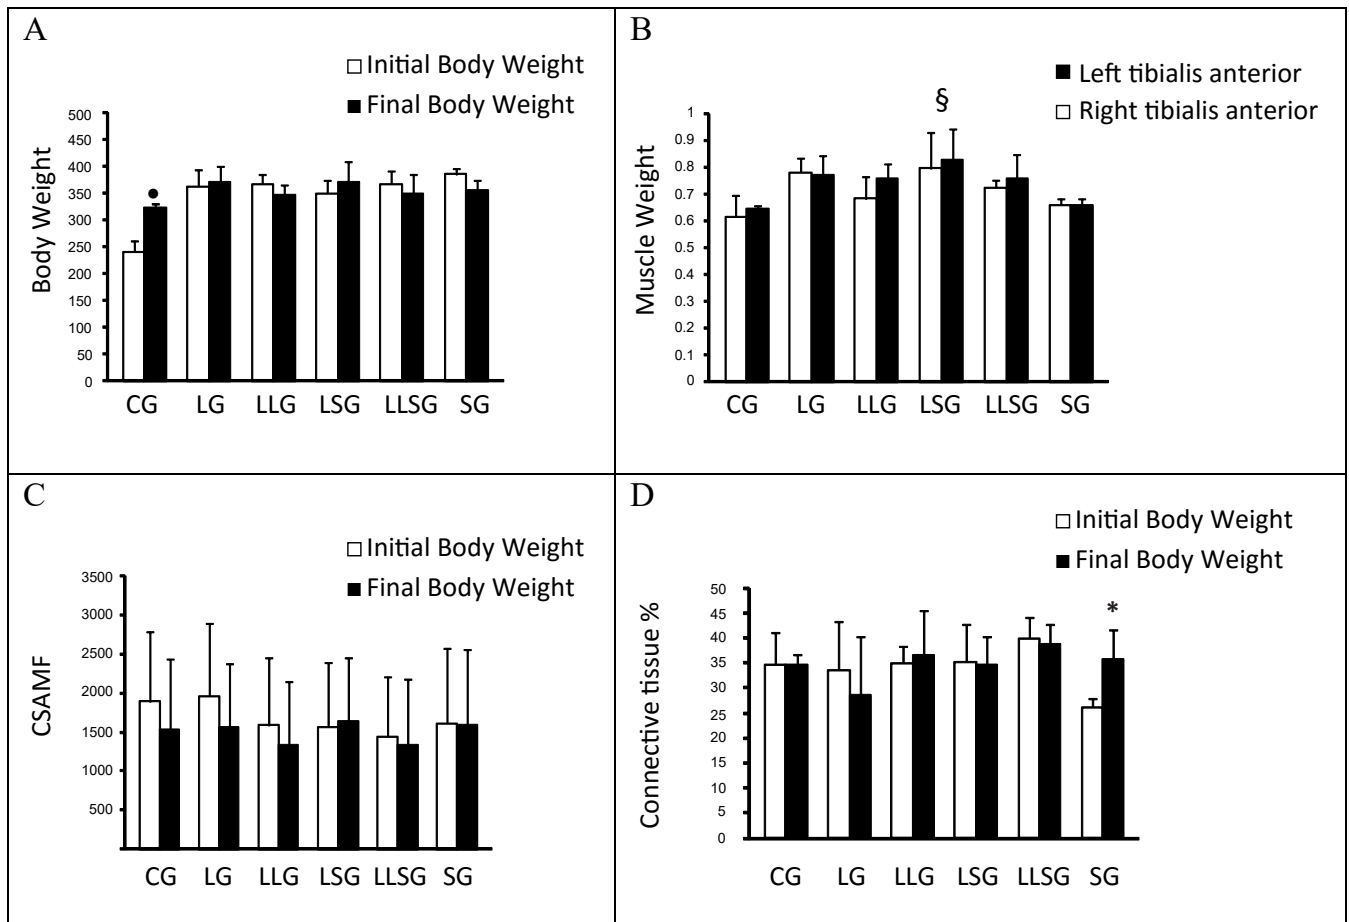 A
Initial Body Weight
Final Body Weight
500
450
400
350
300
250
200
150
100
50
0
Body Weight
●
CG LG LLG LSG LLSG SG
B
Left tibialis anterior
Right tibialis anterior
§
1
0.9
0.8
0.7
0.6
0.5
0.4
0.3
0.2
0.1
0
Muscle Weight
CG LG LLG LSG LLSG SG
C
Initial Body Weight
Final Body Weight
3500
3000
2500
2000
1500
1000
500
CSAMF
CG LG LLG LSG LLSG SG
D
Initial Body Weight
Final Body Weight
50
45
40
35
30
25
20
15
10
5
0
Connective tissue %
*
CG LG LLG LSG LLSG SG